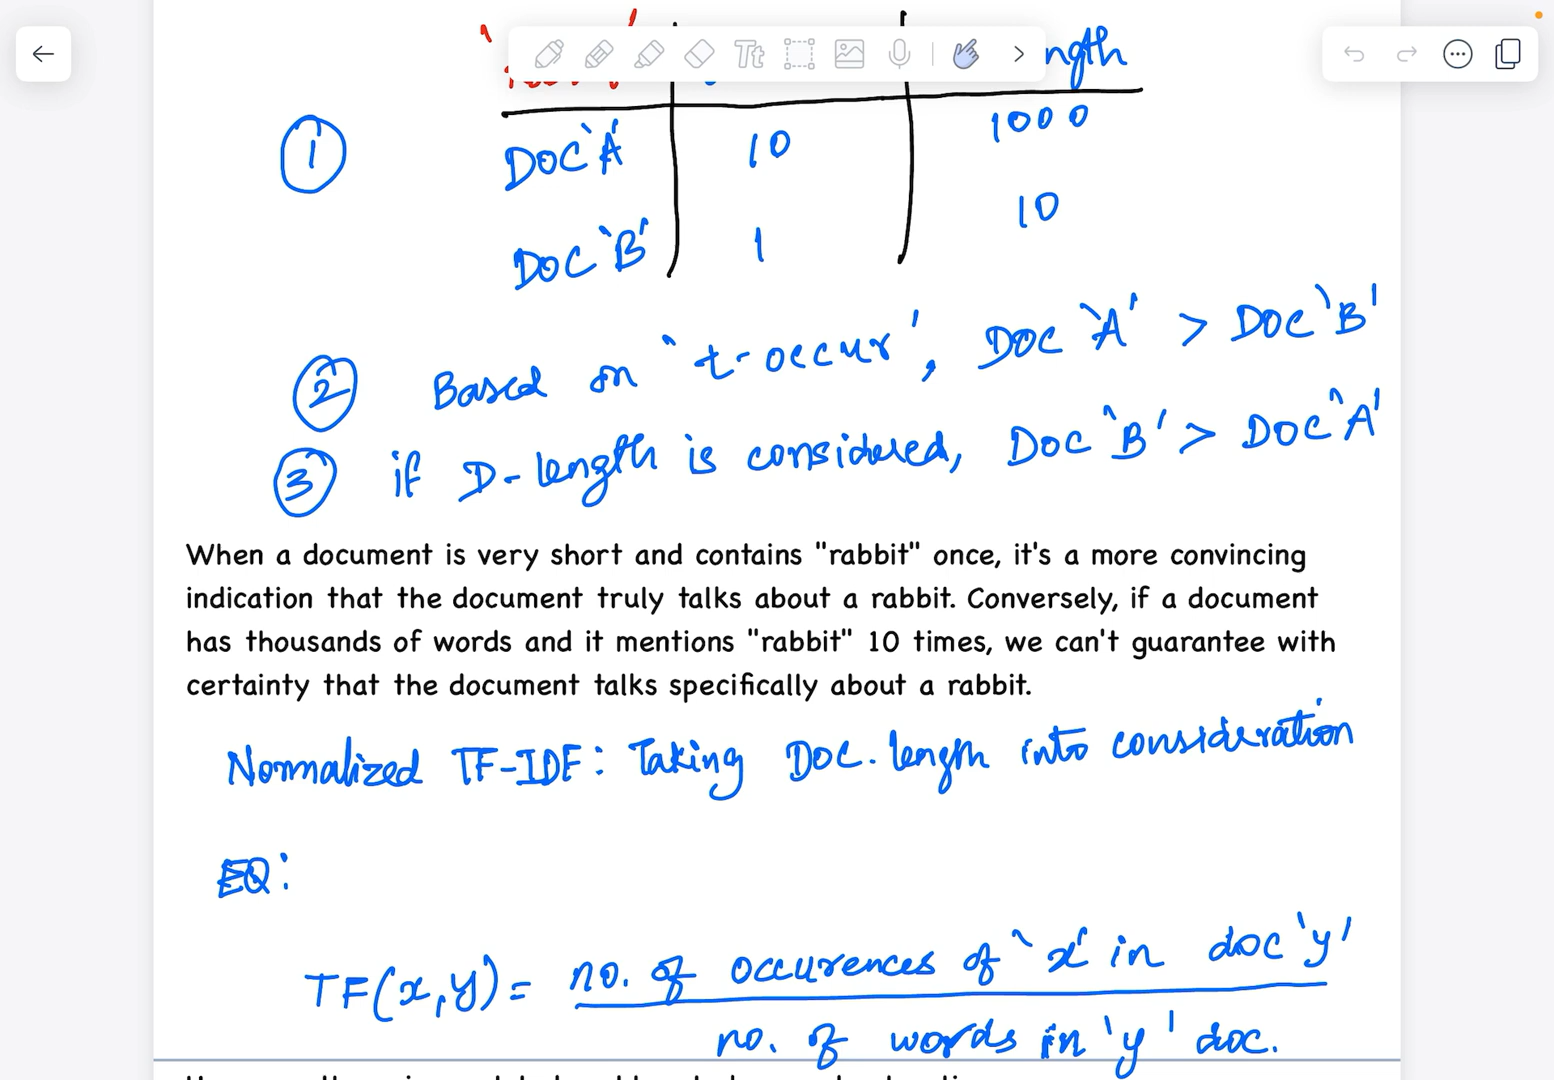 Tt
ngth
1
DOC `A' 10 1000
DOC `B' 1 10
2 Based on `t-occur', DOC `A' > DOC `B'
3 if D-length is considered, DOC `B' > DOC `A'
When a document is very short and contains "rabbit" once, it's a more convincing
indication that the document truly talks about a rabbit. Conversely, if a document
has thousands of words and it mentions "rabbit" 10 times, we can't guarantee with
certainty that the document talks specifically about a rabbit.
Normalized TF-IDF: Taking Doc. length into consideration
EQ:
TF(x,y) = no. of occurences of `x' in doc 'y'
no. of words in 'y' doc.